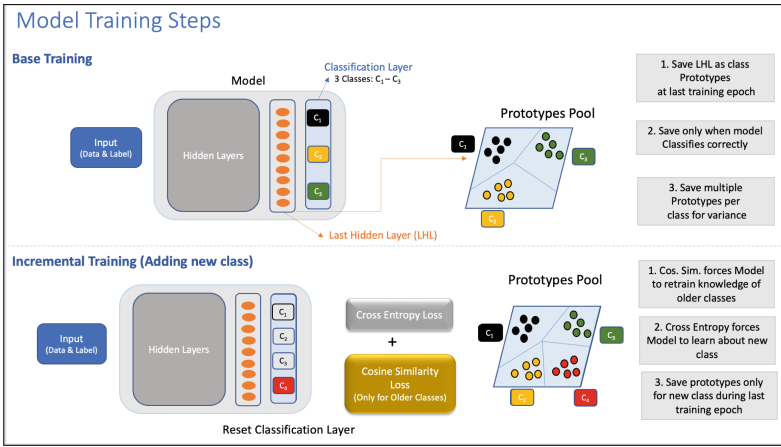 Model Training Steps
Base Training
Model
Classification Layer
3 Classes: C₁ – C₃
Input
(Data & Label)
Hidden Layers
C₁
C₂
C₃
Last Hidden Layer (LHL)
Prototypes Pool
C₁
C₃
C₂
1. Save LHL as class
Prototypes
at last training epoch
2. Save only when model
Classifies correctly
3. Save multiple
Prototypes per
class for variance
Incremental Training (Adding new class)
Input
(Data & Label)
Hidden Layers
C₁
C₂
C₃
C₄
Reset Classification Layer
Cross Entropy Loss
+
Cosine Similarity
Loss
(Only for Older Classes)
Prototypes Pool
C₁
C₃
C₂
C₄
1. Cos. Sim. forces Model
to retrain knowledge of
older classes
2. Cross Entropy forces
Model to learn about new
class
3. Save prototypes only
for new class during last
training epoch